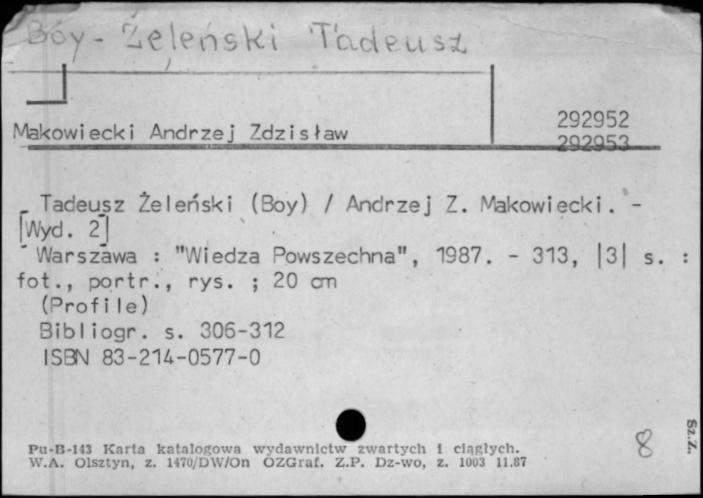 Boy-Żeleński Tadeusz
292952
Makowiecki Andrzej Zdzisław
292953
Tadeusz Żeleński (Boy) / Andrzej Z. Makowiecki. -
[Wyd. 2]
Warszawa : "Wiedza Powszechna", 1987. - 313, |3| s. :
fot., portr., rys. ; 20 cm
(Profile)
Bibliogr. s. 306-312
ISBN 83-214-0577-0
Pu-B-143 Karta katalogowa wydawnictw zwartych i ciągłych.
W.A. Olsztyn, z. 1470/DW/On OZGraf. Z.P. Dz-wo, z. 1003 11.87
8
Sz.Z.